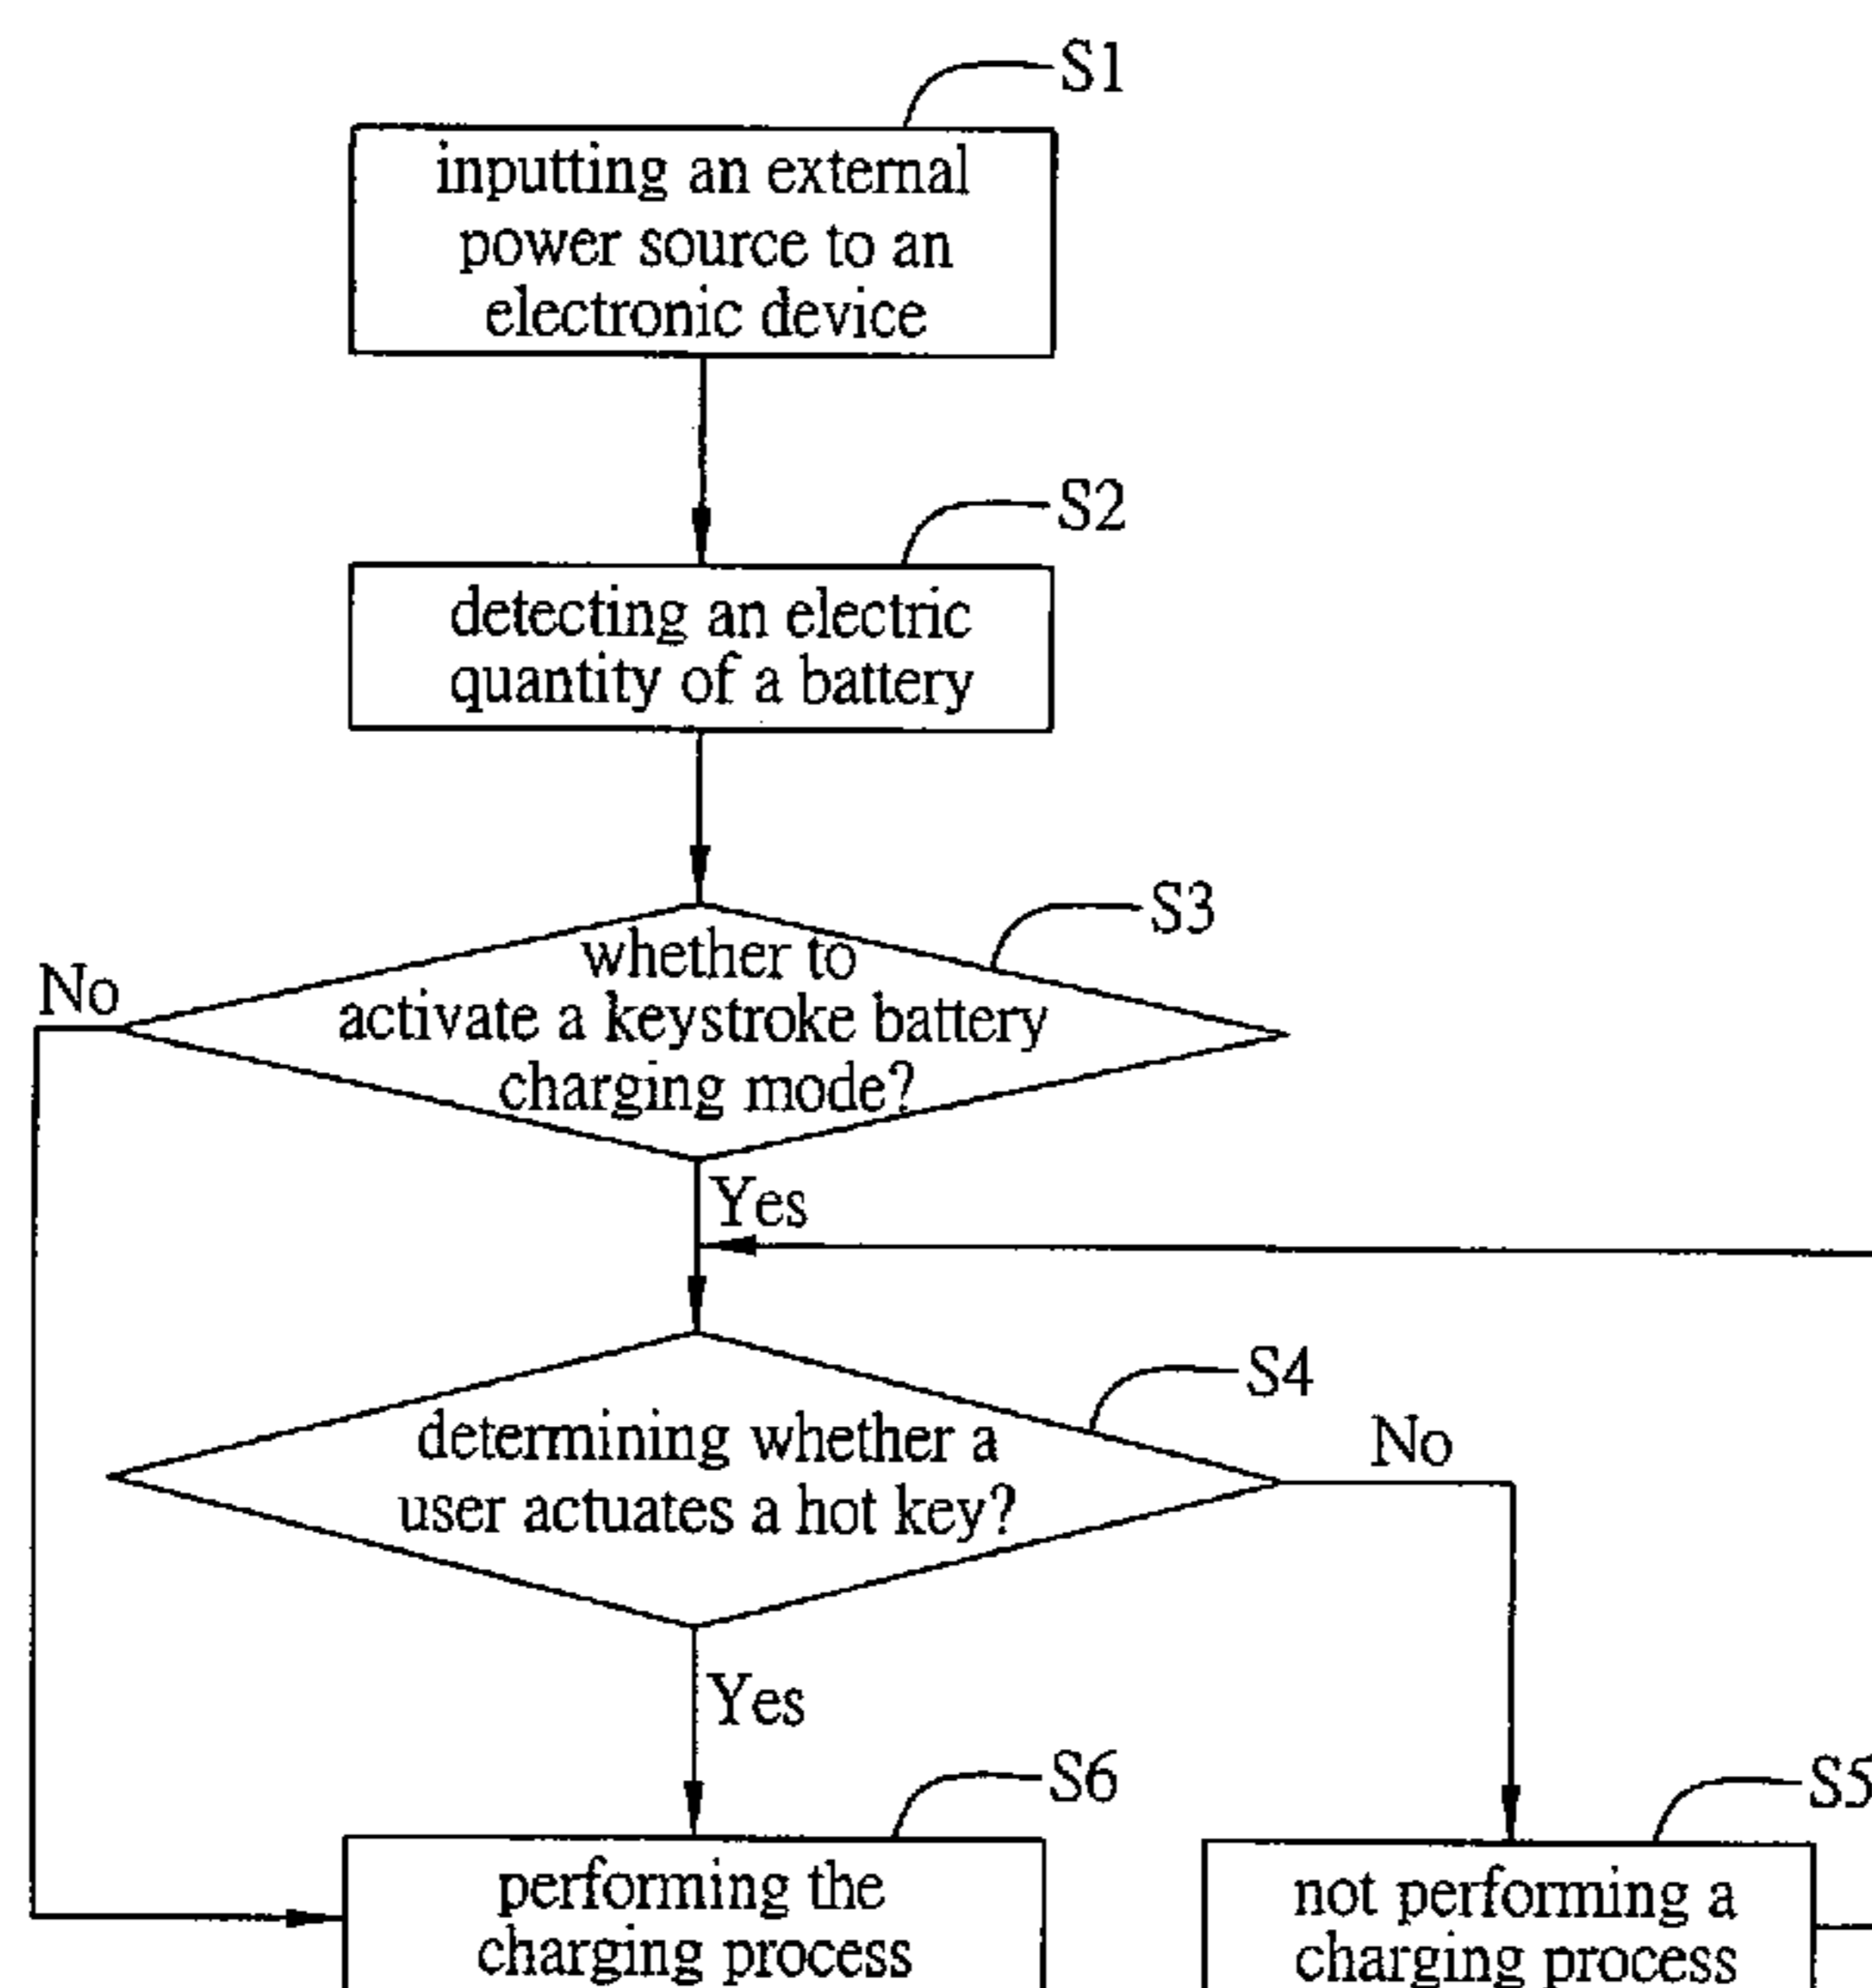 S1
inputting an external
power source to an
electronic device
S2
detecting an electric
quantity of a battery
S3
whether to
activate a keystroke battery
charging mode?
No
Yes
S4
determining whether a
user actuates a hot key?
No
Yes
S6
performing the
charging process
S5
not performing a
charging process